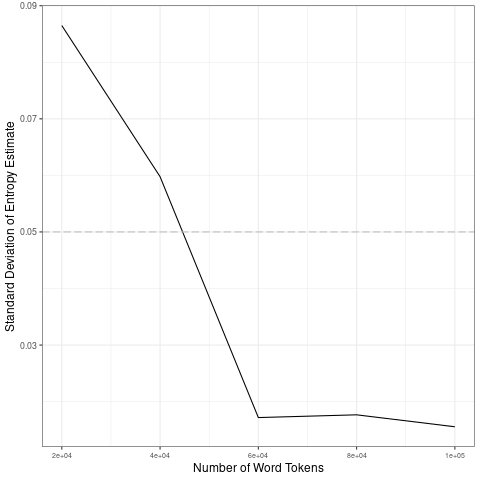 0.09
0.07
0.05
0.03
Standard Deviation of Entropy Estimate
2e+04 4e+04 6e+04 8e+04 1e+05
Number of Word Tokens